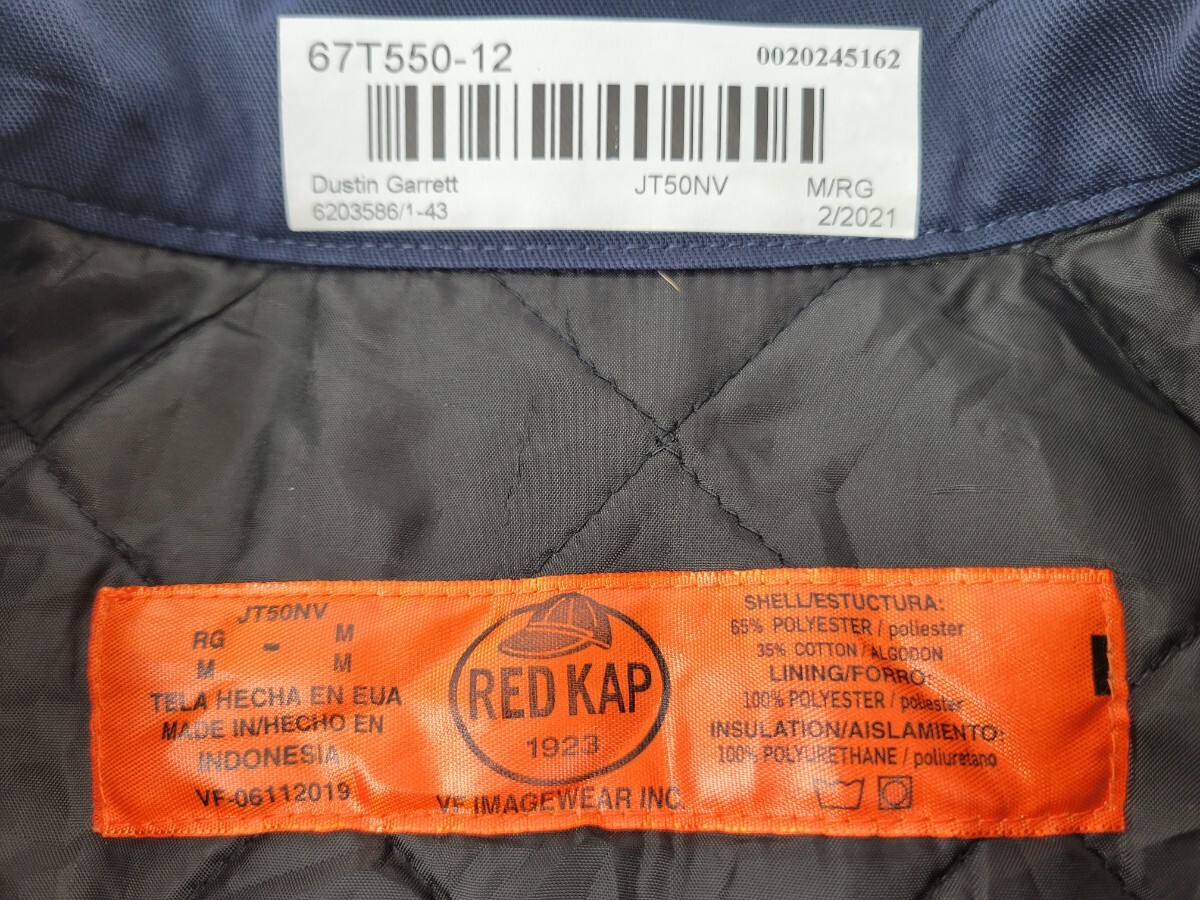 67T550-12
0020245162
Dustin Garrett
JT50NV
M/RG
6203586/1-43
2/2021
JT50NV
RG - M
M M
TELA HECHA EN EUA
MADE IN/HECHO EN
INDONESIA
VF-06112019
RED KAP
1923
VF IMAGEWEAR INC.
SHELL/ESTUCTURA:
65% POLYESTER / poliester
35% COTTON / ALGODON
LINING/FORRO:
100% POLYESTER / poliester
INSULATION/AISLAMIENTO:
100% POLYURETHANE / poliuretano